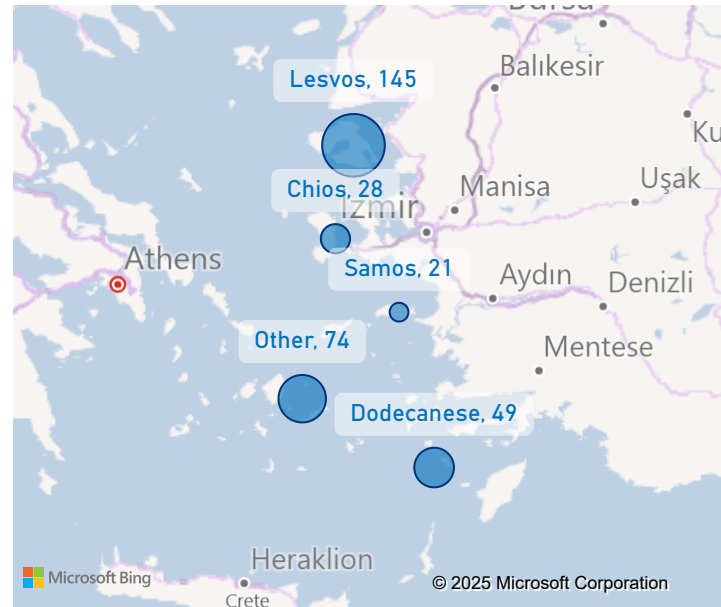 Bursa
Lesvos, 145
Balıkesir
Ku
Chios, 28
Manisa
Uşak
Izmir
Athens
Samos, 21
Aydın
Denizli
Other, 74
Mentese
Dodecanese, 49
Heraklion
Microsoft Bing
© 2025 Microsoft Corporation
Crete